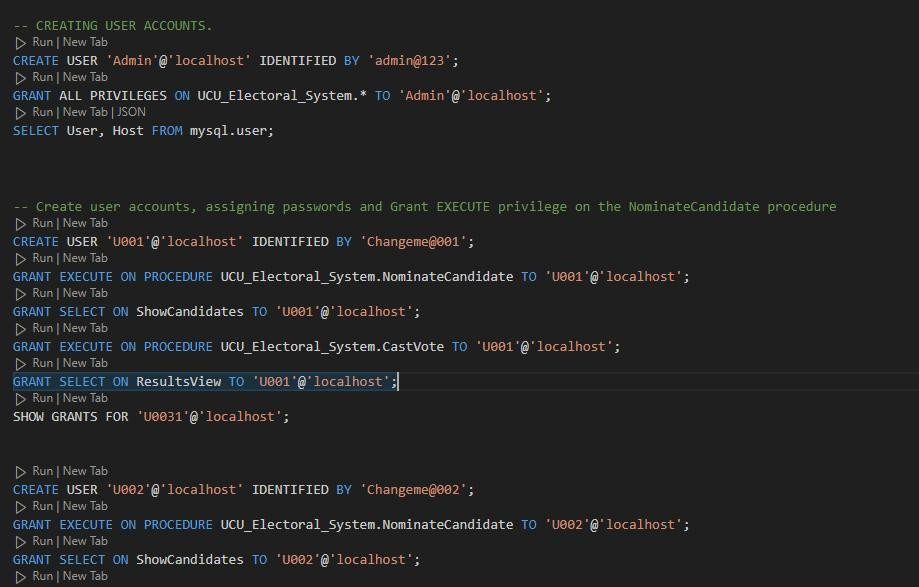 -- CREATING USER ACCOUNTS.
Run | New Tab
CREATE USER 'Admin'@'localhost' IDENTIFIED BY 'admin@123';
Run | New Tab
GRANT ALL PRIVILEGES ON UCU_Electoral_System.* TO 'Admin'@'localhost';
Run | New Tab | JSON
SELECT User, Host FROM mysql.user;
-- Create user accounts, assigning passwords and Grant EXECUTE privilege on the NominateCandidate procedure
Run | New Tab
CREATE USER 'U001'@'localhost' IDENTIFIED BY 'Changeme@001';
Run | New Tab
GRANT EXECUTE ON PROCEDURE UCU_Electoral_System.NominateCandidate TO 'U001'@'localhost';
Run | New Tab
GRANT SELECT ON ShowCandidates TO 'U001'@'localhost';
Run | New Tab
GRANT EXECUTE ON PROCEDURE UCU_Electoral_System.CastVote TO 'U001'@'localhost';
Run | New Tab
GRANT SELECT ON ResultsView TO 'U001'@'localhost';
Run | New Tab
SHOW GRANTS FOR 'U0031'@'localhost';
Run | New Tab
CREATE USER 'U002'@'localhost' IDENTIFIED BY 'Changeme@002';
Run | New Tab
GRANT EXECUTE ON PROCEDURE UCU_Electoral_System.NominateCandidate TO 'U002'@'localhost';
Run | New Tab
GRANT SELECT ON ShowCandidates TO 'U002'@'localhost';
Run | New Tab